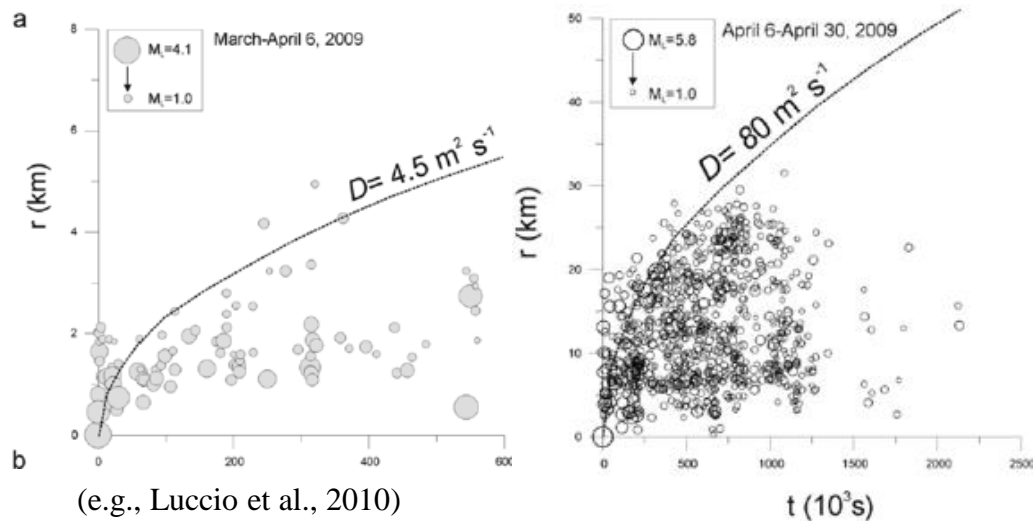 a
March-April 6, 2009
M_L=4.1
M_L=1.0
D= 4.5 m² s⁻¹
r (km)
8
6
4
2
0
0
200
400
600
b
(e.g., Luccio et al., 2010)
April 6-April 30, 2009
M_L=5.8
M_L=1.0
D= 80 m² s⁻¹
r (km)
50
40
30
20
10
0
0
500
1000
1500
2000
2500
t (10³s)